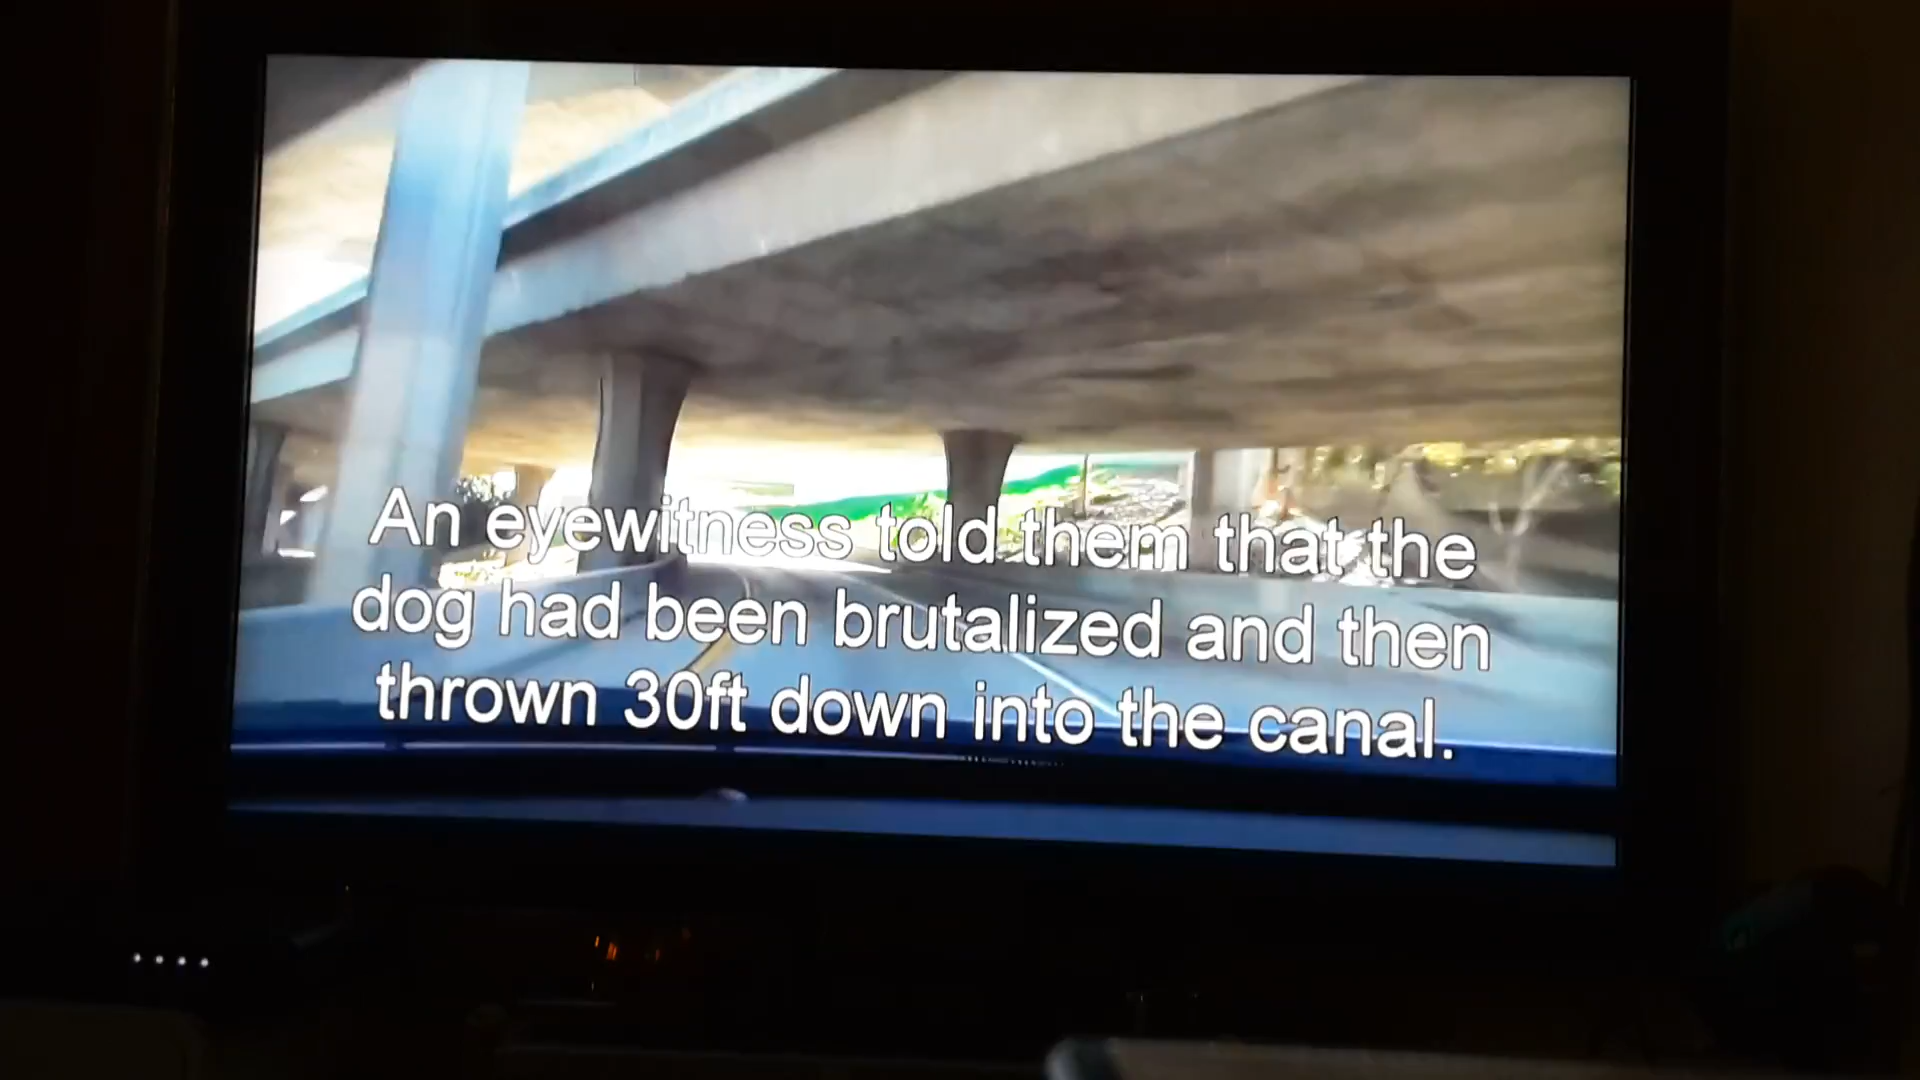 An eyewitness told them that the
dog had been brutalized and then
thrown 30ft down into the canal.